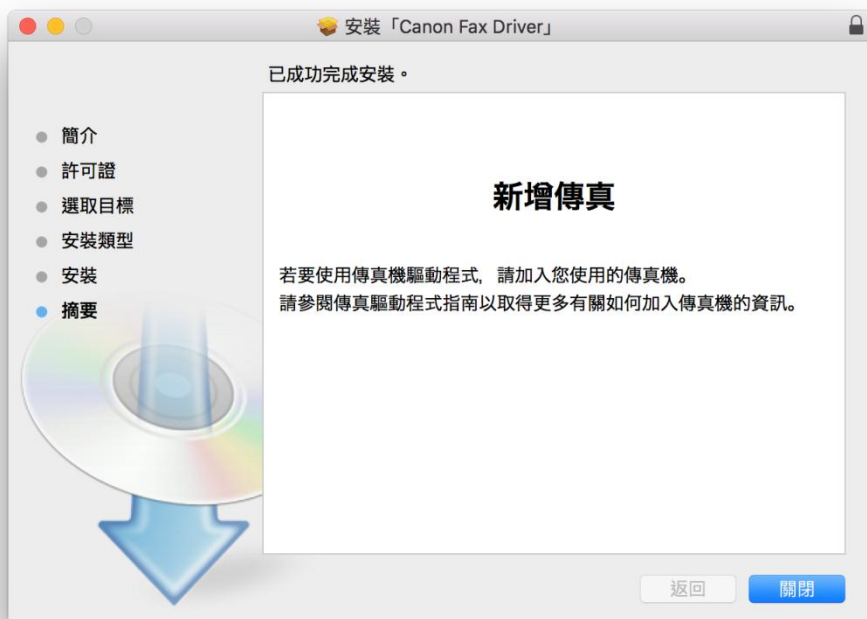 安裝「Canon Fax Driver」
已成功完成安裝。
簡介
許可證
選取目標
安裝類型
安裝
摘要
新增傳真
若要使用傳真機驅動程式，請加入您使用的傳真機。
請參閱傳真驅動程式指南以取得更多有關如何加入傳真機的資訊。
返回
關閉